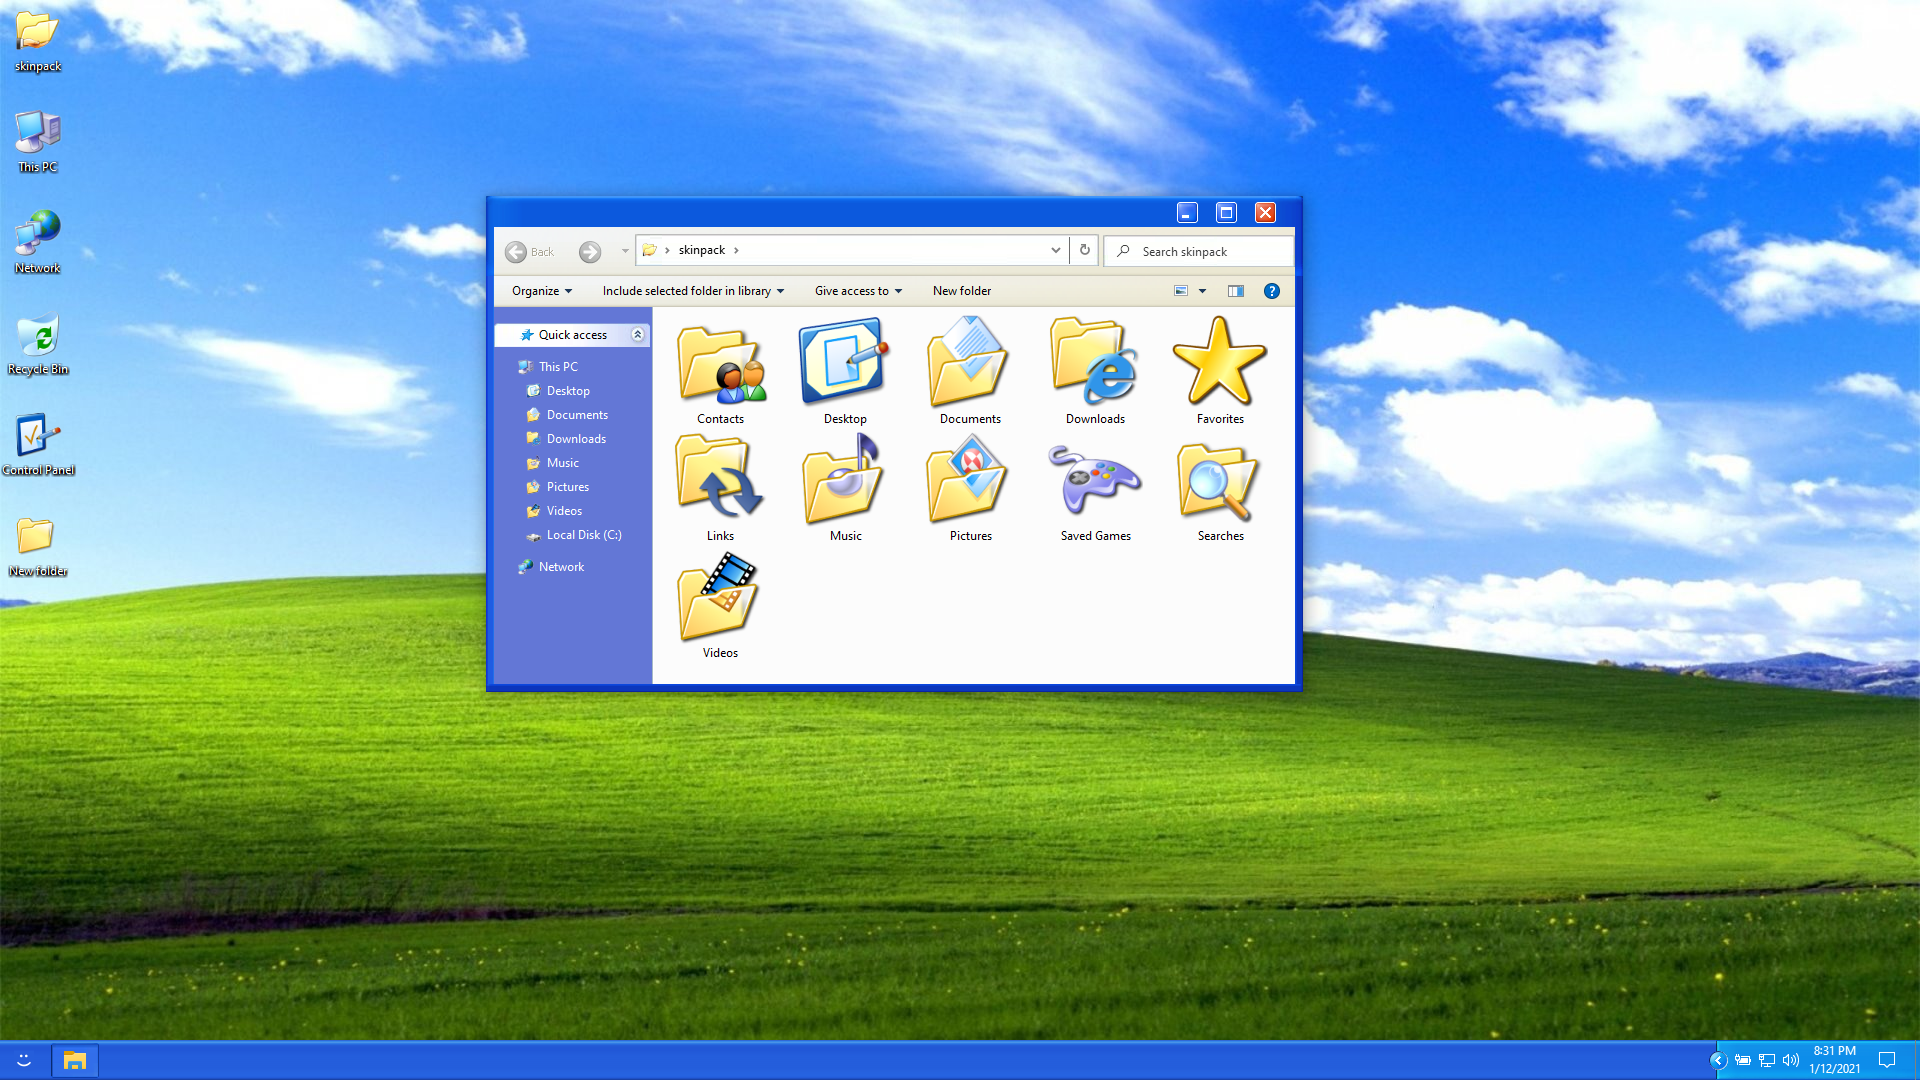 skinpack
This PC
Network
Recycle Bin
Control Panel
New folder
Back
skinpack
Search skinpack
Organize
Include selected folder in library
Give access to
New folder
?
Quick access
This PC
Desktop
Documents
Downloads
Music
Pictures
Videos
Local Disk (C:)
Network
Contacts
Desktop
Documents
Downloads
Favorites
Links
Music
Pictures
Saved Games
Searches
Videos
8:31 PM
1/12/2021